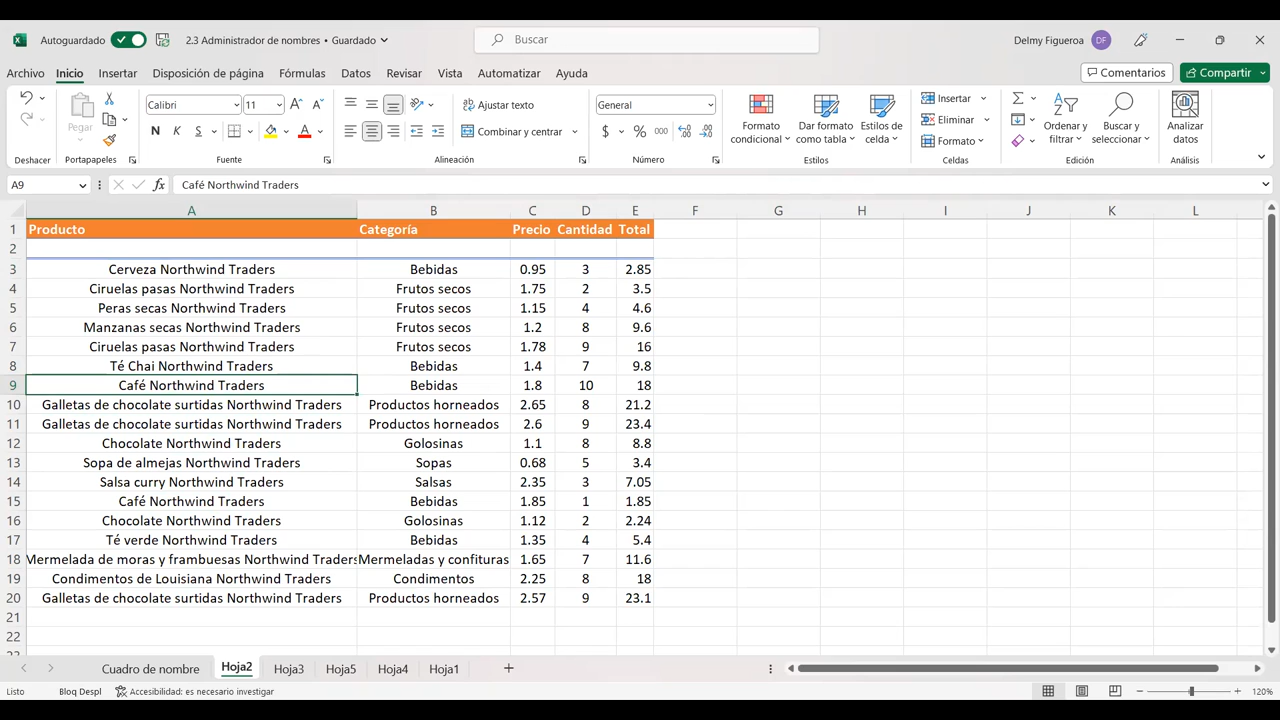 Autoguardado 2.3 Administrador de nombres • Guardado Buscar Delmy Figueroa DF
Archivo Inicio Insertar Disposición de página Fórmulas Datos Revisar Vista Automatizar Ayuda Comentarios Compartir
Pegar Calibri 11 Ajustar texto General Formato condicional Dar formato como tabla Estilos de celda Insertar Ordenar y filtrar Buscar y seleccionar Analizar datos
N K S Combinar y centrar $ % 000 Eliminar
Formato
Deshacer Portapapeles Fuente Alineación Número Estilos Celdas Edición Análisis
A9 fx Café Northwind Traders
A B C D E F G H I J K L
1 Producto Categoría Precio Cantidad Total
2
3 Cerveza Northwind Traders Bebidas 0.95 3 2.85
4 Ciruelas pasas Northwind Traders Frutos secos 1.75 2 3.5
5 Peras secas Northwind Traders Frutos secos 1.15 4 4.6
6 Manzanas secas Northwind Traders Frutos secos 1.2 8 9.6
7 Ciruelas pasas Northwind Traders Frutos secos 1.78 9 16
8 Té Chai Northwind Traders Bebidas 1.4 7 9.8
9 Café Northwind Traders Bebidas 1.8 10 18
10 Galletas de chocolate surtidas Northwind Traders Productos horneados 2.65 8 21.2
11 Galletas de chocolate surtidas Northwind Traders Productos horneados 2.6 9 23.4
12 Chocolate Northwind Traders Golosinas 1.1 8 8.8
13 Sopa de almejas Northwind Traders Sopas 0.68 5 3.4
14 Salsa curry Northwind Traders Salsas 2.35 3 7.05
15 Café Northwind Traders Bebidas 1.85 1 1.85
16 Chocolate Northwind Traders Golosinas 1.12 2 2.24
17 Té verde Northwind Traders Bebidas 1.35 4 5.4
18 Mermelada de moras y frambuesas Northwind Traders Mermeladas y confituras 1.65 7 11.6
19 Condimentos de Louisiana Northwind Traders Condimentos 2.25 8 18
20 Galletas de chocolate surtidas Northwind Traders Productos horneados 2.57 9 23.1
21
22
23
Cuadro de nombre Hoja2 Hoja3 Hoja5 Hoja4 Hoja1
Listo Bloq Despl Accesibilidad: es necesario investigar 120%